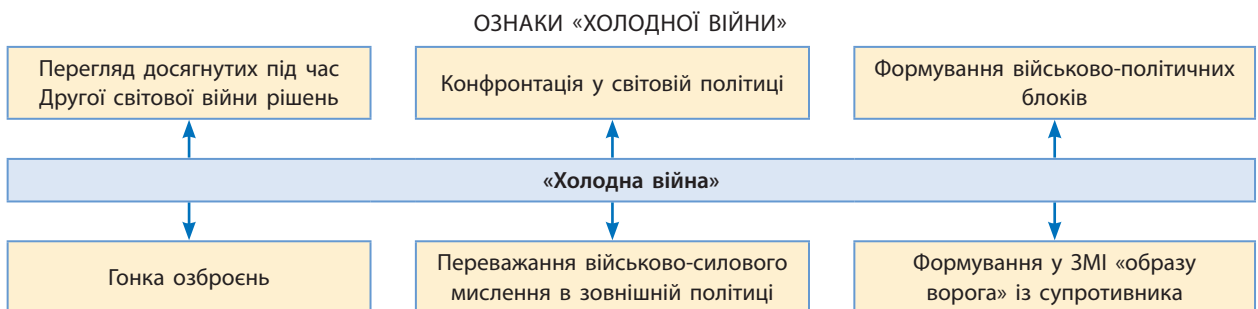 ОЗНАКИ «ХОЛОДНОЇ ВІЙНИ»
Перегляд досягнутих під час
Другої світової війни рішень
Конфронтація у світовій політиці
Формування військово-політичних
блоків
«Холодна війна»
Гонка озброєнь
Переважання військово-силового
мислення в зовнішній політиці
Формування у ЗМІ «образу
ворога» із супротивника